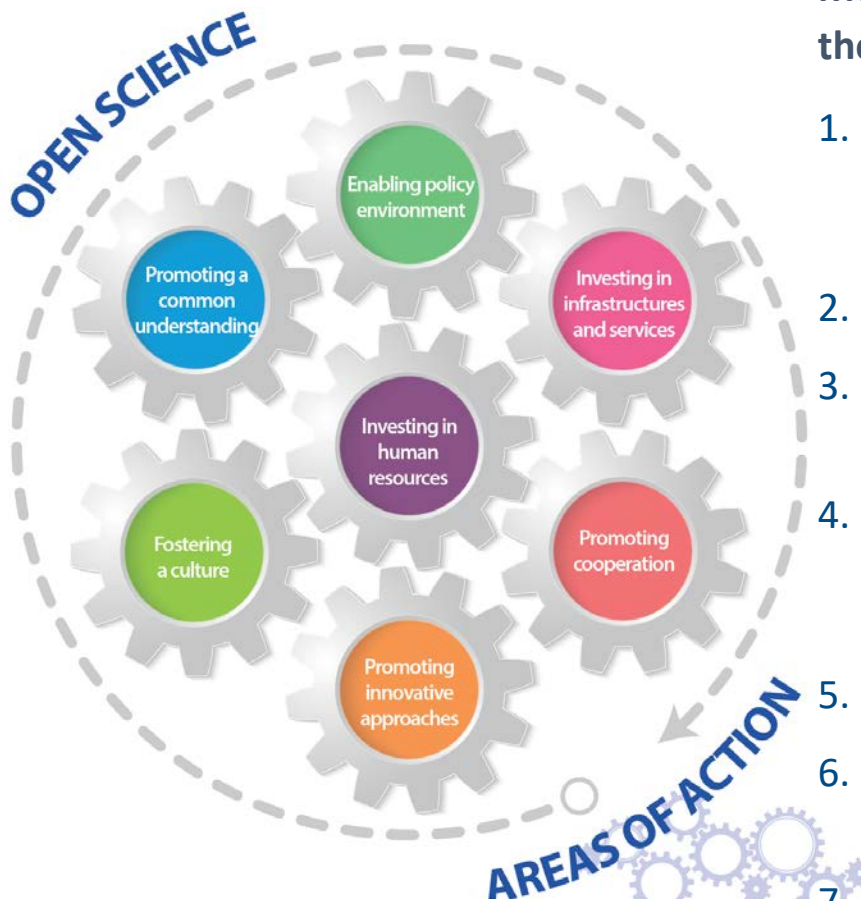 OPEN SCIENCE
Enabling policy
environment
Promoting a
common
understanding
Investing in
infrastructures
and services
Investing in
human
resources
Fostering
a culture
Promoting
cooperation
Promoting
innovative
approaches
AREAS OF ACTION
1.
2.
3.
4.
5.
6.
7.